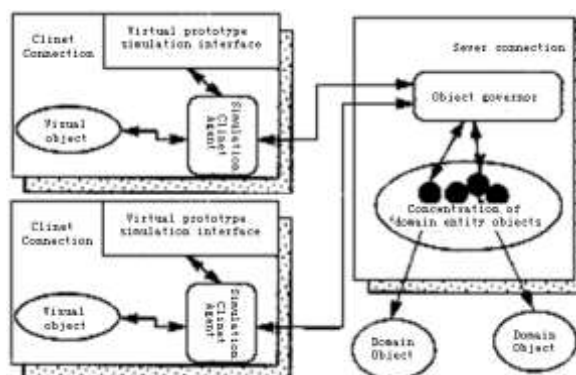 Clinet
Connection
Virtual prototype
simulation interface
Visual
object
Simulation
Clinet
Agent
Clinet
Connection
Virtual prototype
simulation interface
Visual
object
Simulation
Clinet
Agent
Sever connection
Object governor
Concentration of
domain entity objects
Domain
Object
Domain
Object